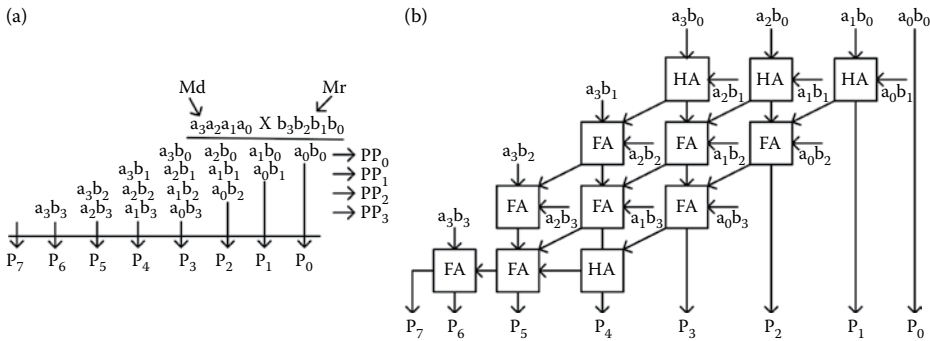 (a)
Md Mr
a₃a₂a₁a₀ X b₃b₂b₁b₀
a₃b₀ a₂b₀ a₁b₀ a₀b₀ PP₀
a₃b₁ a₂b₁ a₁b₁ a₀b₁ PP₁
a₃b₂ a₂b₂ a₁b₂ a₀b₂ PP₂
a₃b₃ a₂b₃ a₁b₃ a₀b₃ PP₃
P₇ P₆ P₅ P₄ P₃ P₂ P₁ P₀
(b)
a₃b₀ a₂b₀ a₁b₀ a₀b₀
HA a₂b₁ HA a₁b₁ HA a₀b₁
a₃b₁
FA a₂b₂ FA a₁b₂ FA a₀b₂
a₃b₂
FA a₂b₃ FA a₁b₃ FA a₀b₃
a₃b₃
FA FA HA
P₇ P₆ P₅ P₄ P₃ P₂ P₁ P₀